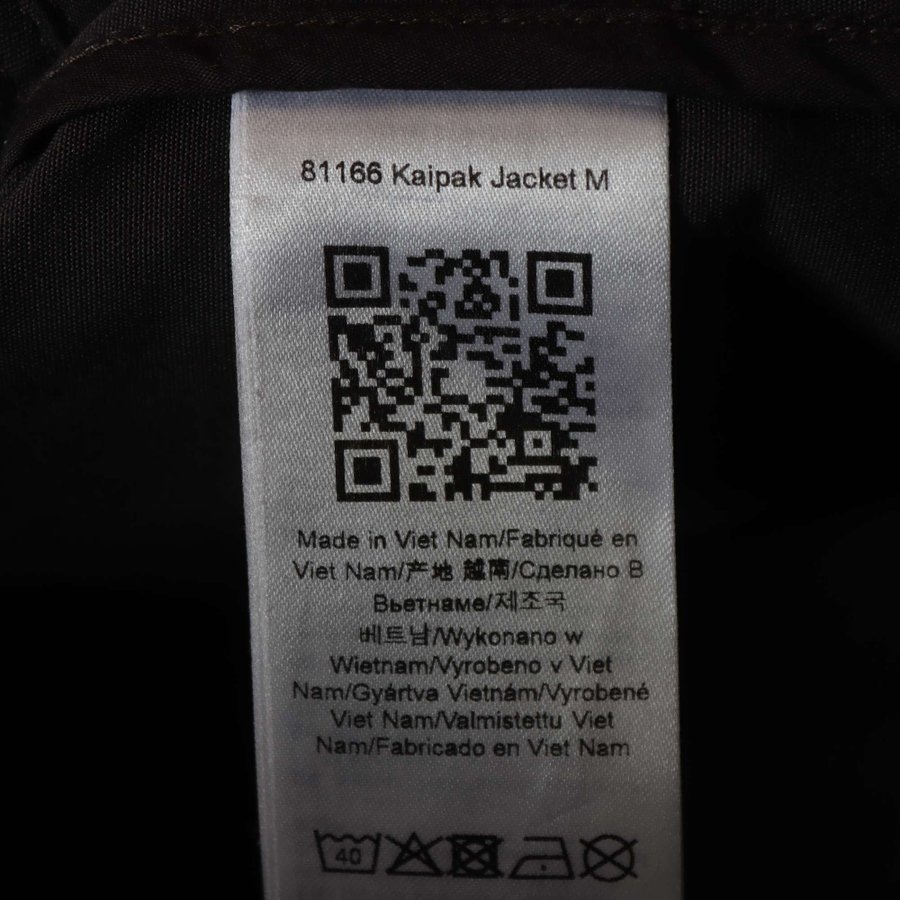 81166 Kaipak Jacket M
Made in Viet Nam/Fabriqué en
Viet Nam/产地 越南/Сделано В
Вьетнаме/제조국
베트남/Wykonano w
Wietnam/Vyrobeno v Viet
Nam/Gyártva Vietnám/Vyrobené
Viet Nam/Valmistettu Viet
Nam/Fabricado en Viet Nam
40